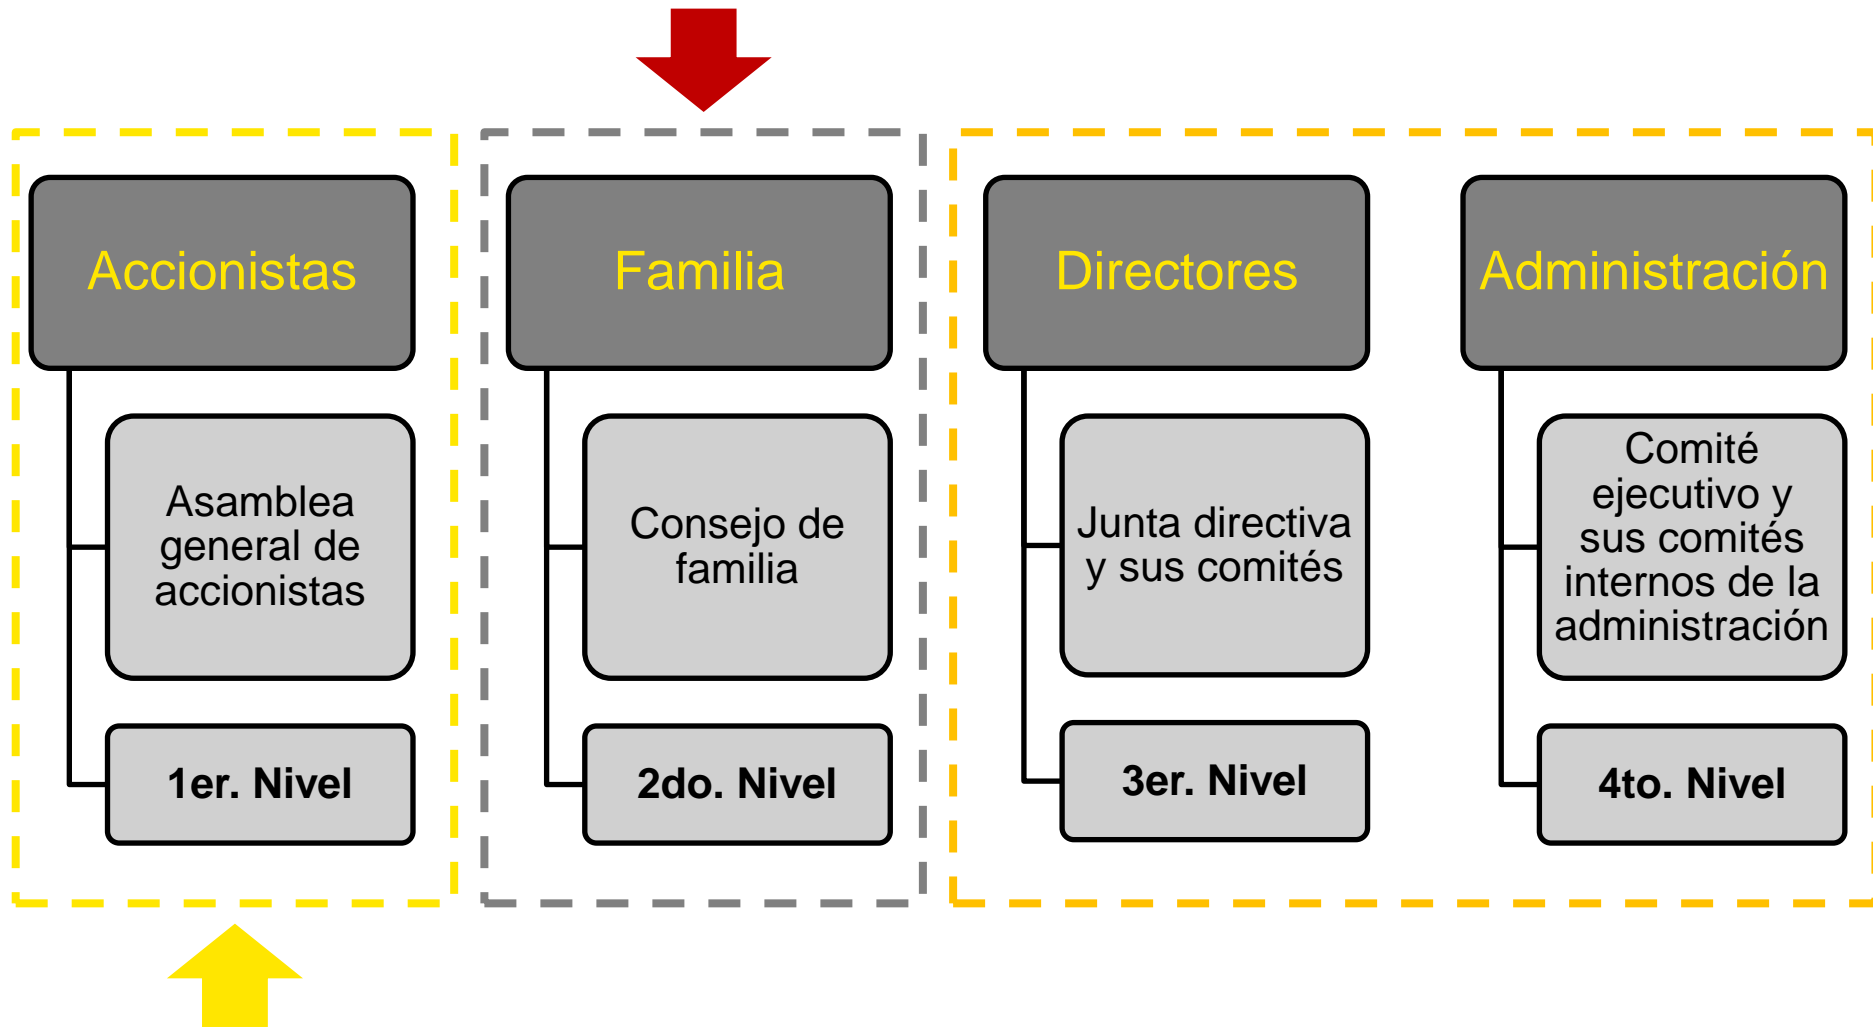 Accionistas
Asamblea
general de
accionistas
1er. Nivel
Familia
Consejo de
familia
2do. Nivel
Directores
Junta directiva
y sus comités
3er. Nivel
Administración
Comité
ejecutivo y
sus comités
internos de la
administración
4to. Nivel